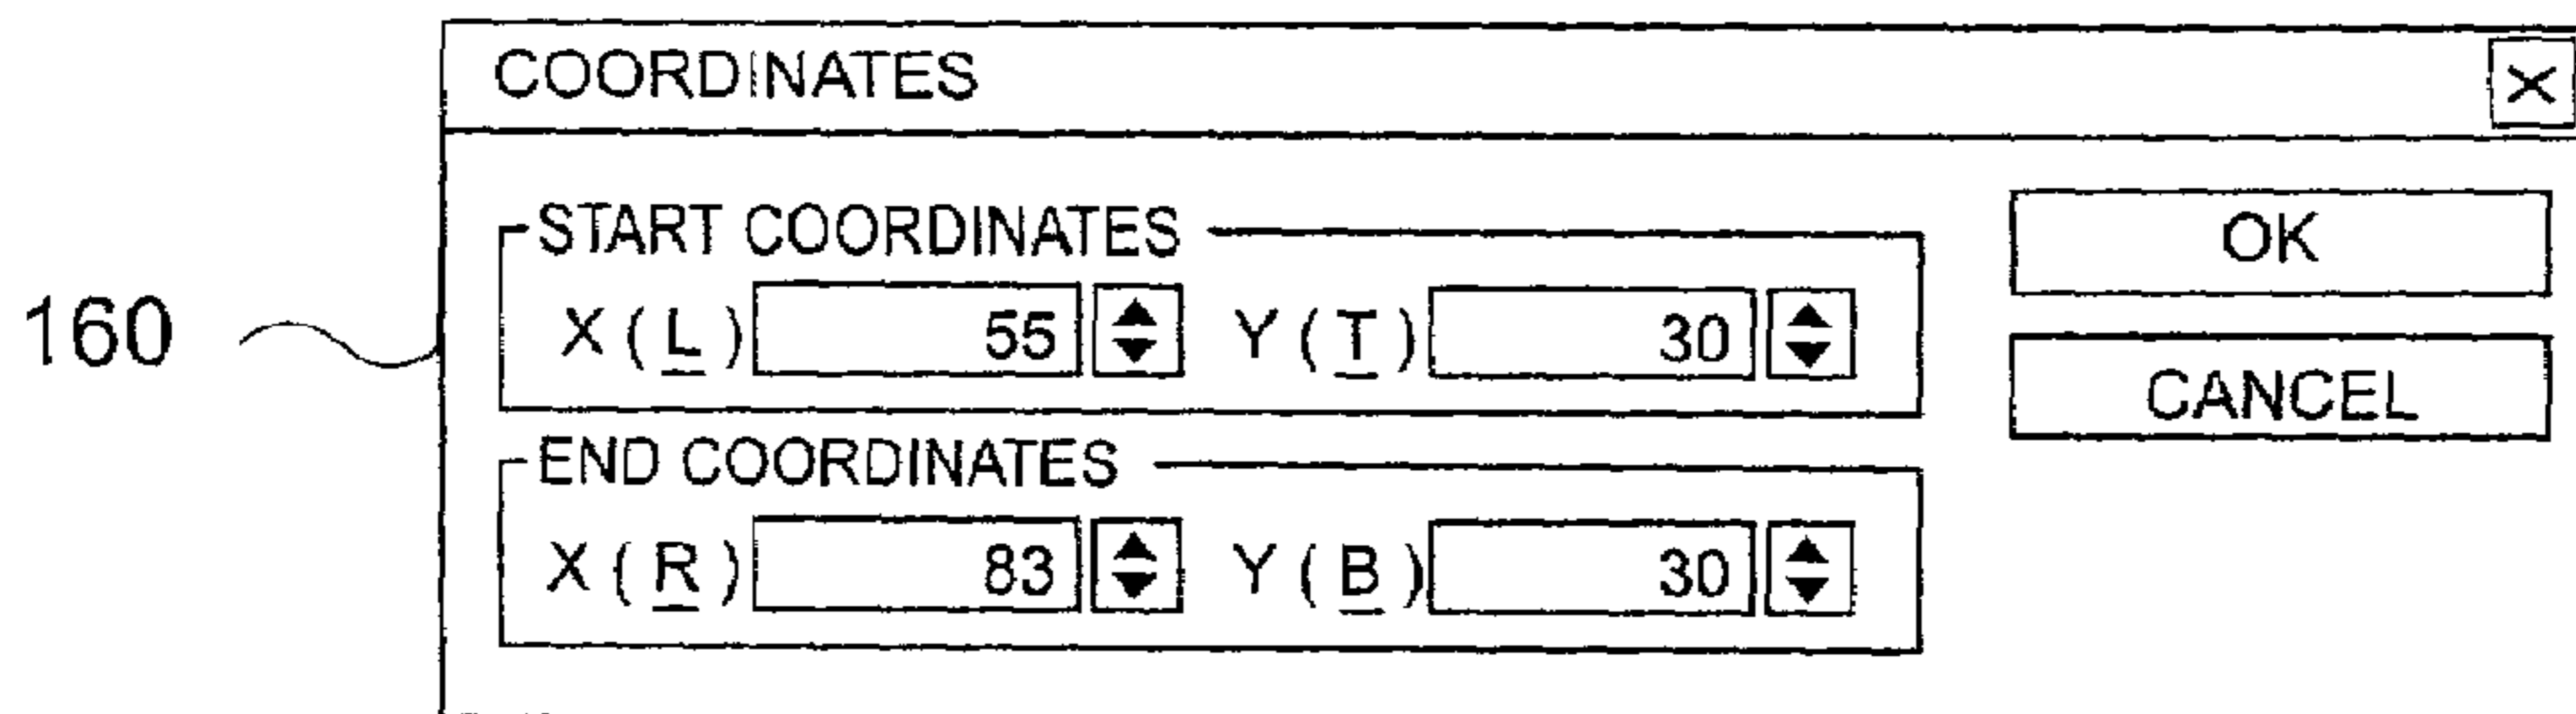 COORDINATES X
START COORDINATES
OK
160
X (L) 55 Y (T) 30
CANCEL
END COORDINATES
X (R) 83 Y (B) 30